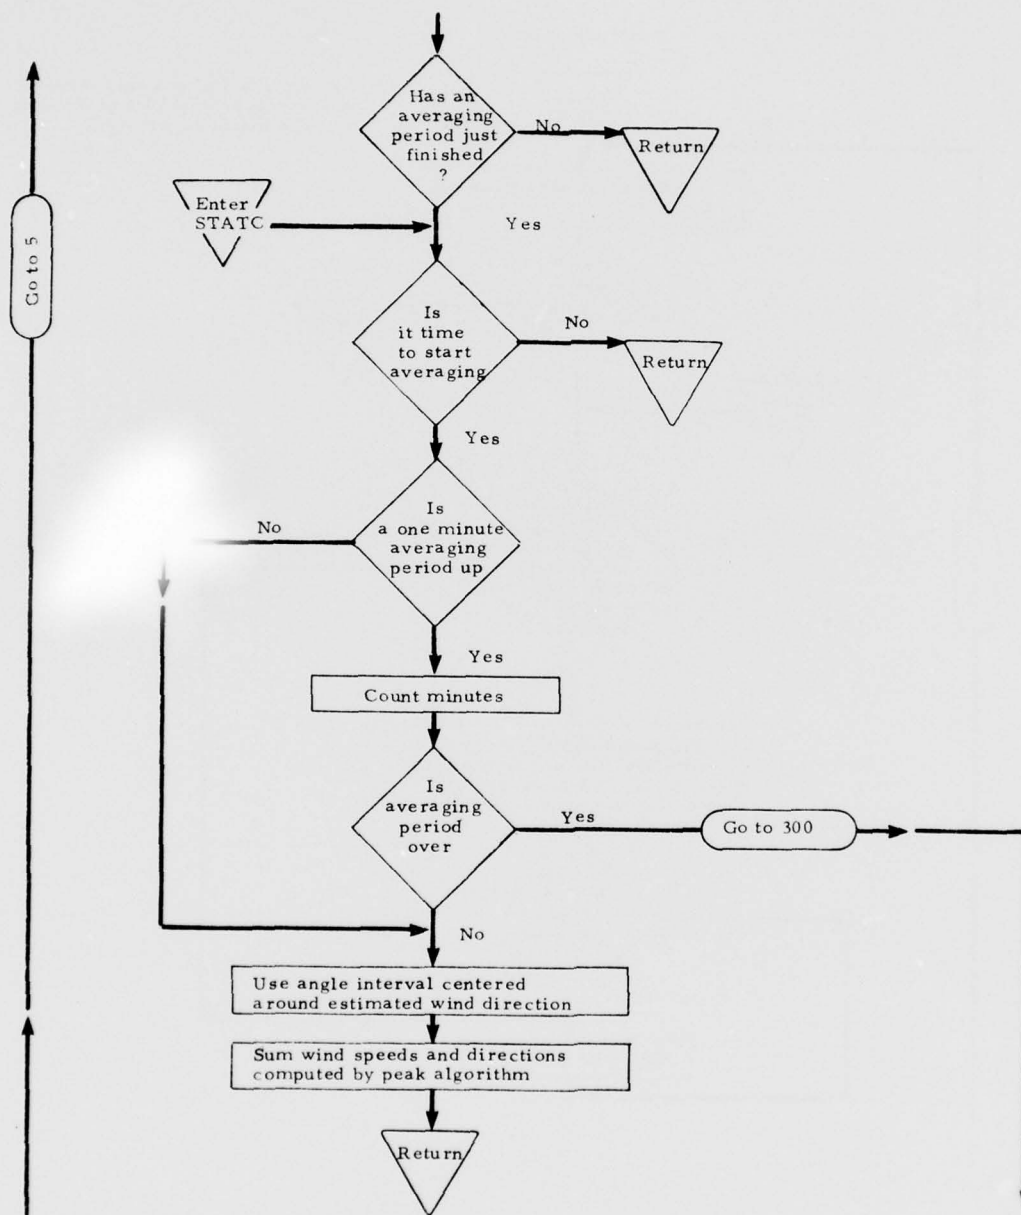 Has an
averaging
period just
finished
?
No
Return
Enter
STATC
Yes
Go to 5
Is
it time
to start
averaging
No
Return
Yes
Is
a one minute
averaging
period up
No
Yes
Count minutes
Is
averaging
period
over
Yes
Go to 300
No
Use angle interval centered
around estimated wind direction
Sum wind speeds and directions
computed by peak algorithm
Return